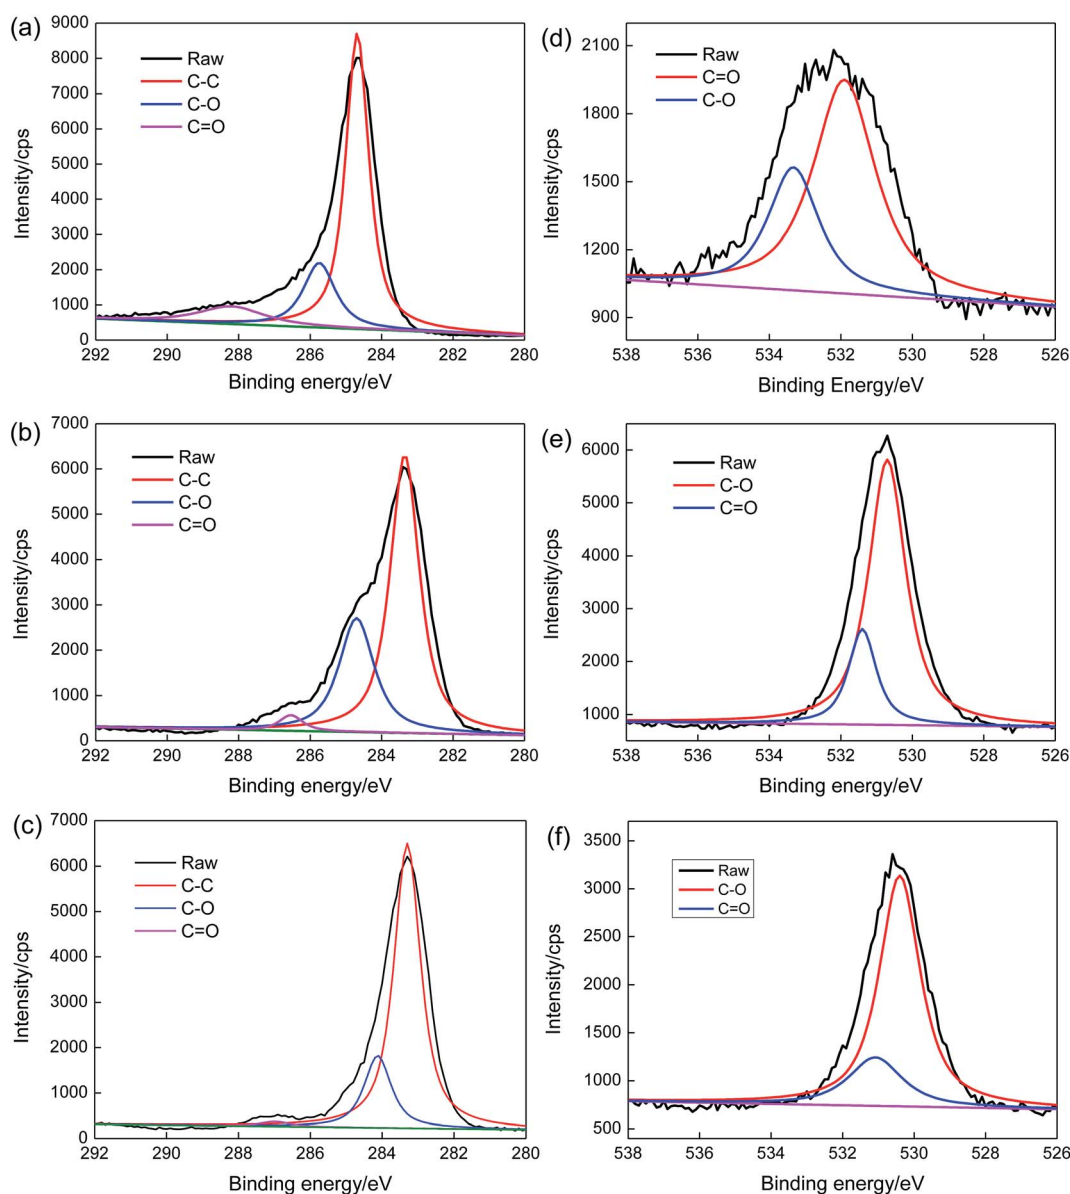 (a)
9000
8000
7000
6000
5000
4000
3000
2000
1000
0
Intensity/cps
Raw
C-C
C-O
C=O
292 290 288 286 284 282 280
Binding energy/eV
(d)
2100
1800
1500
1200
900
Intensity/cps
Raw
C=O
C-O
538 536 534 532 530 528 526
Binding Energy/eV
(b)
7000
6000
5000
4000
3000
2000
1000
0
Intensity/cps
Raw
C-C
C-O
C=O
292 290 288 286 284 282 280
Binding energy/eV
(e)
6000
5000
4000
3000
2000
1000
Intensity/cps
Raw
C-O
C=O
538 536 534 532 530 528 526
Binding energy/eV
(c)
7000
6000
5000
4000
3000
2000
1000
0
Intensity/cps
Raw
C-C
C-O
C=O
292 290 288 286 284 282 280
Binding energy/eV
(f)
3500
3000
2500
2000
1500
1000
500
Intensity/cps
Raw
C-O
C=O
538 536 534 532 530 528 526
Binding energy/eV